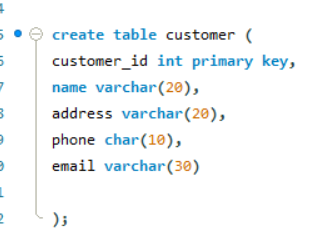 create table customer (
customer_id int primary key,
name varchar(20),
address varchar(20),
phone char(10),
email varchar(30)
);